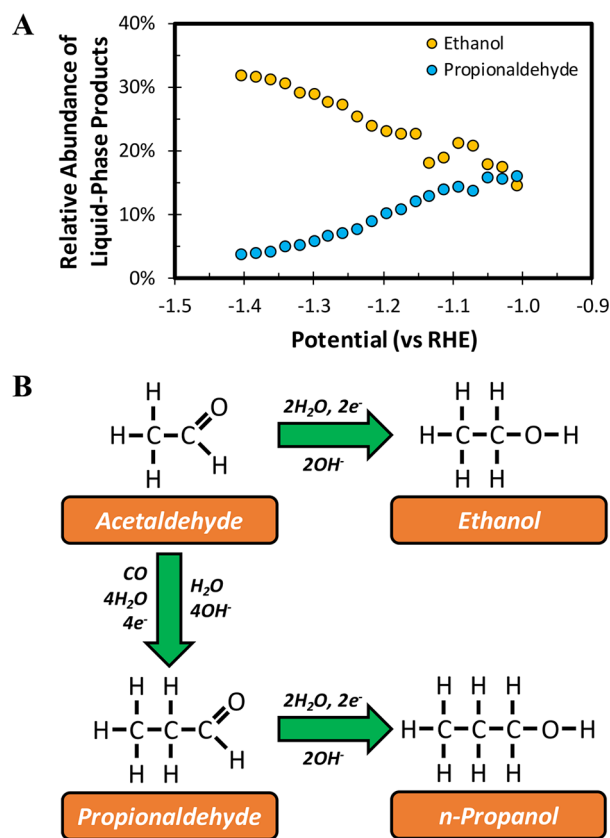 A
Relative Abundance of
Liquid-Phase Products
40%
30%
20%
10%
0%
Ethanol
Propionaldehyde
-1.5 -1.4 -1.3 -1.2 -1.1 -1.0 -0.9
Potential (vs RHE)
B
H O
H C C
H H
Acetaldehyde
2H₂O, 2e⁻
2OH⁻
H H
H C C O H
H H
Ethanol
CO
4H₂O
4e⁻
H₂O
4OH⁻
H H O
H C C C
H H H
Propionaldehyde
2H₂O, 2e⁻
2OH⁻
H H H
H C C C O H
H H H
n-Propanol